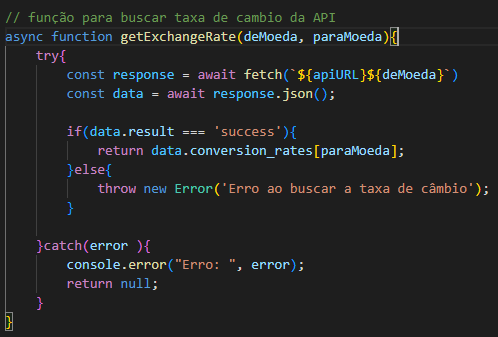 // função para buscar taxa de cambio da API
async function getExchangeRate(deMoeda, paraMoeda){
    try{
        const response = await fetch(`${apiURL}${deMoeda}`)
        const data = await response.json();

        if(data.result === 'success'){
            return data.conversion_rates[paraMoeda];
        }else{
            throw new Error('Erro ao buscar a taxa de câmbio');
        }

    }catch(error ){
        console.error("Erro: ", error);
        return null;
    }
}